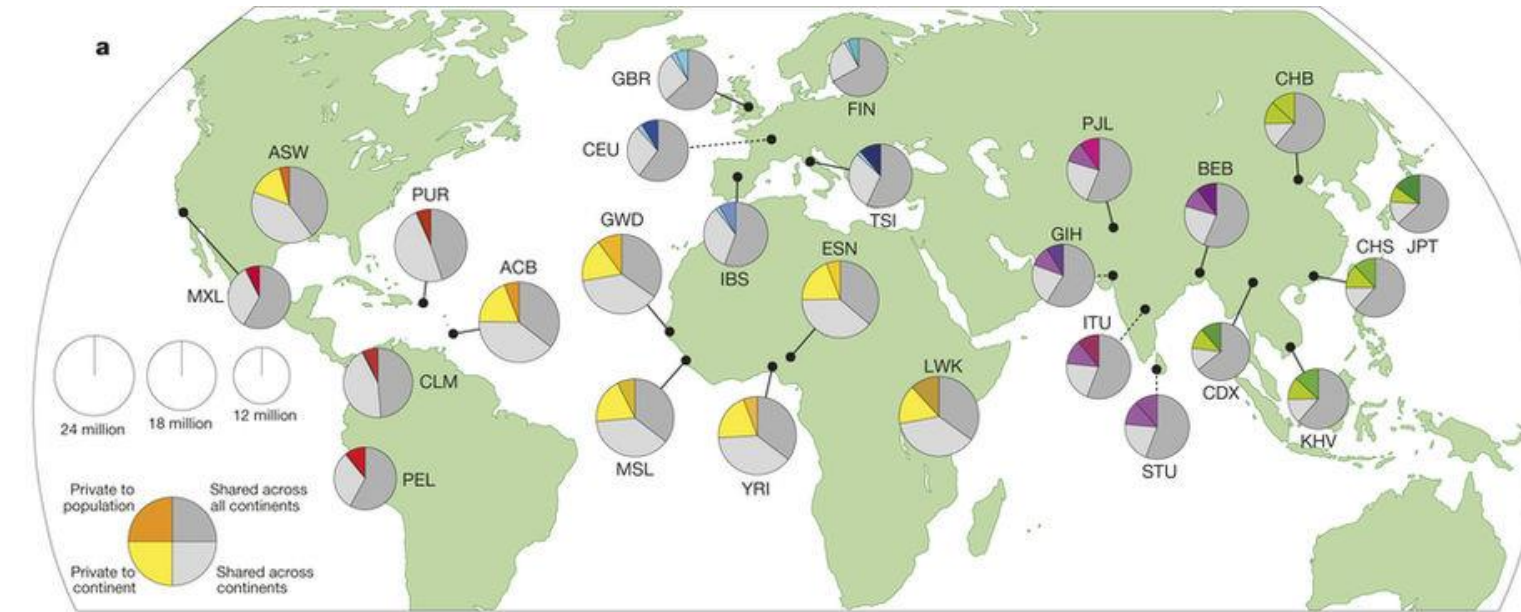 a
GBR
FIN
CHB
CEU
PJL
ASW
BEB
PUR
TSI
GWD
ESN
GIH
CHS
JPT
ACB
IBS
MXL
ITU
LWK
CLM
CDX
24 million
18 million
12 million
KHV
MSL
STU
YRI
PEL
Private to
population
Shared across
all continents
Private to
continent
Shared across
continents